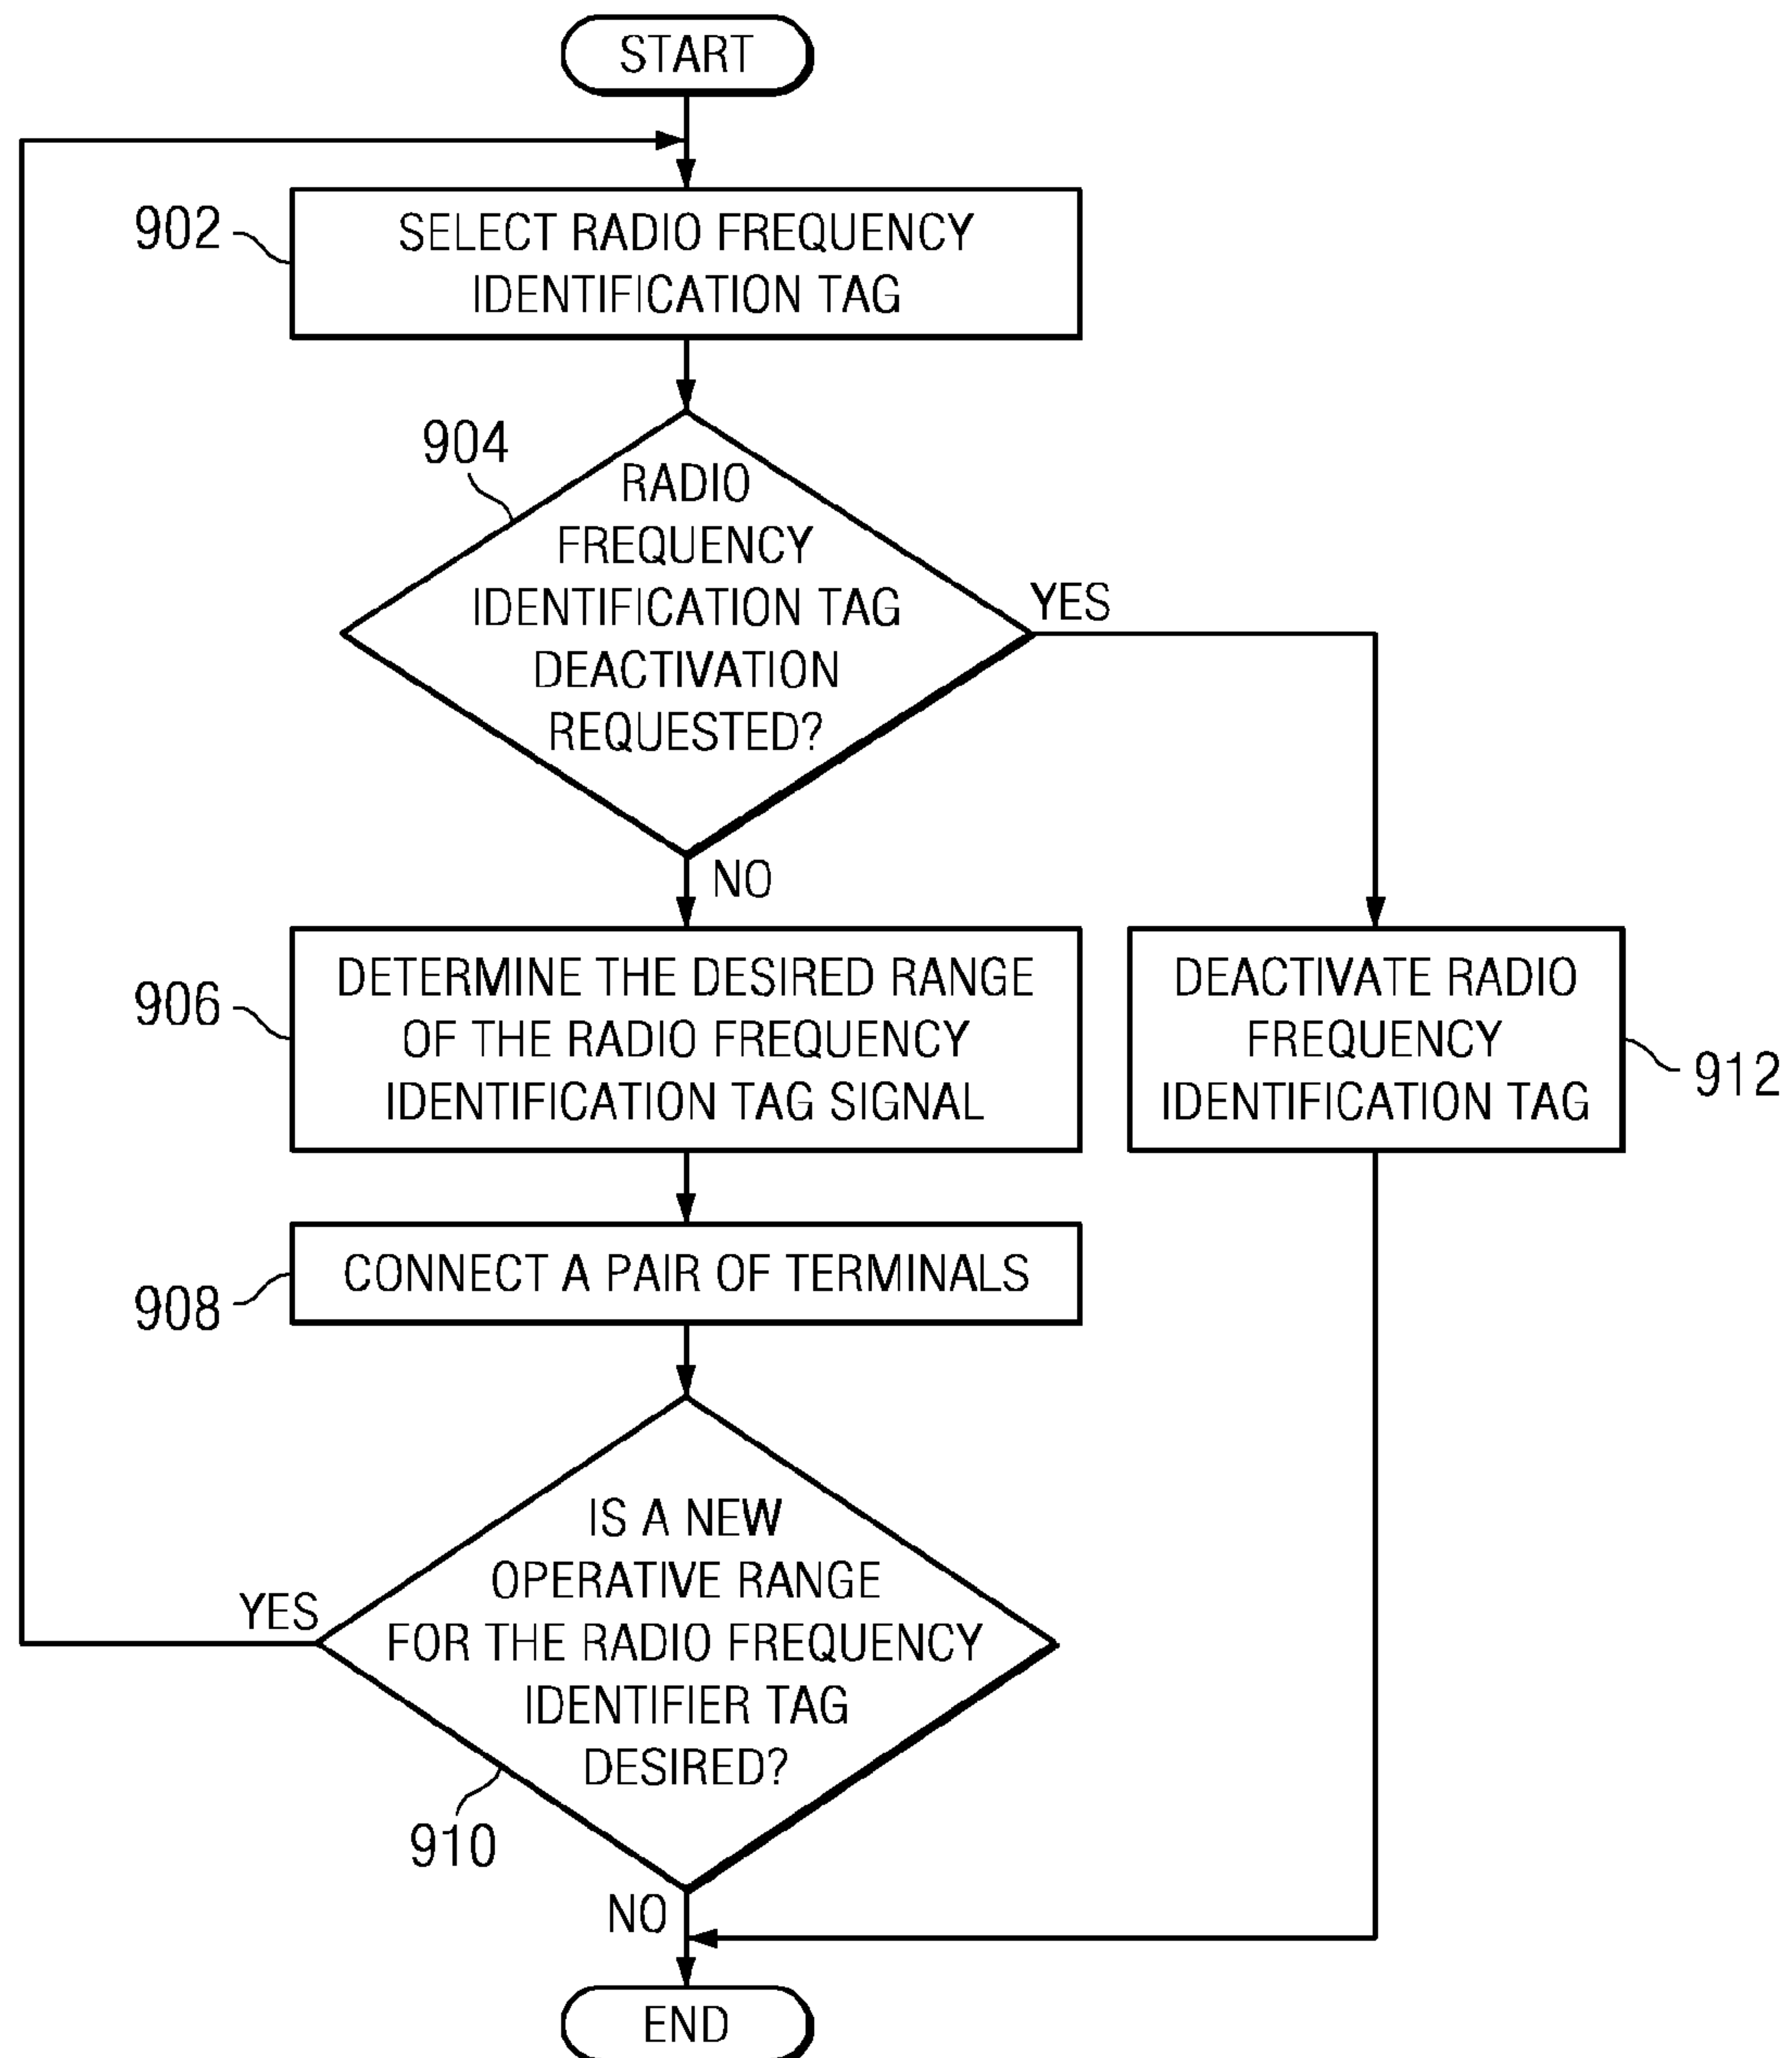 START
902
SELECT RADIO FREQUENCY
IDENTIFICATION TAG
904
RADIO
FREQUENCY
IDENTIFICATION TAG
DEACTIVATION
REQUESTED?
YES
NO
906
DETERMINE THE DESIRED RANGE
OF THE RADIO FREQUENCY
IDENTIFICATION TAG SIGNAL
DEACTIVATE RADIO
FREQUENCY
IDENTIFICATION TAG
912
908
CONNECT A PAIR OF TERMINALS
IS A NEW
OPERATIVE RANGE
FOR THE RADIO FREQUENCY
IDENTIFIER TAG
DESIRED?
YES
910
NO
END